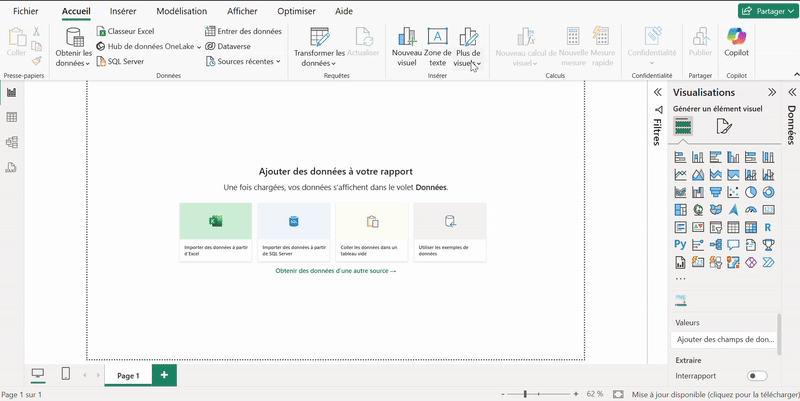 Fichier
Accueil
Insérer
Modélisation
Afficher
Optimiser
Aide
Partager
Coller
Obtenir les
données
Classeur Excel
Hub de données OneLake
SQL Server
Entrer des données
Dataverse
Sources récentes
Transformer les
données
Actualiser
Nouveau
visuel
Zone de
texte
Plus de
visuels
Nouveau calcul de
visuel
Nouvelle
mesure
Mesure
rapide
Confidentialité
Publier
Copilot
Presse-papiers
Données
Requêtes
Insérer
Calculs
Confidentialité
Partager
Copilot
Ajouter des données à votre rapport
Une fois chargées, vos données s'affichent dans le volet Données.
Importer des données à partir
d'Excel
Importer des données à partir
de SQL Server
Coller les données dans un
tableau vide
Utiliser les exemples de
données
Obtenir des données d'une autre source →
Filtres
Visualisations
Générer un élément visuel
R
Py
Valeurs
Ajouter des champs de don...
Extraire
Interrapport
Données
Page 1
Page 1 sur 1
62 %
Mise à jour disponible (cliquez pour la télécharger)